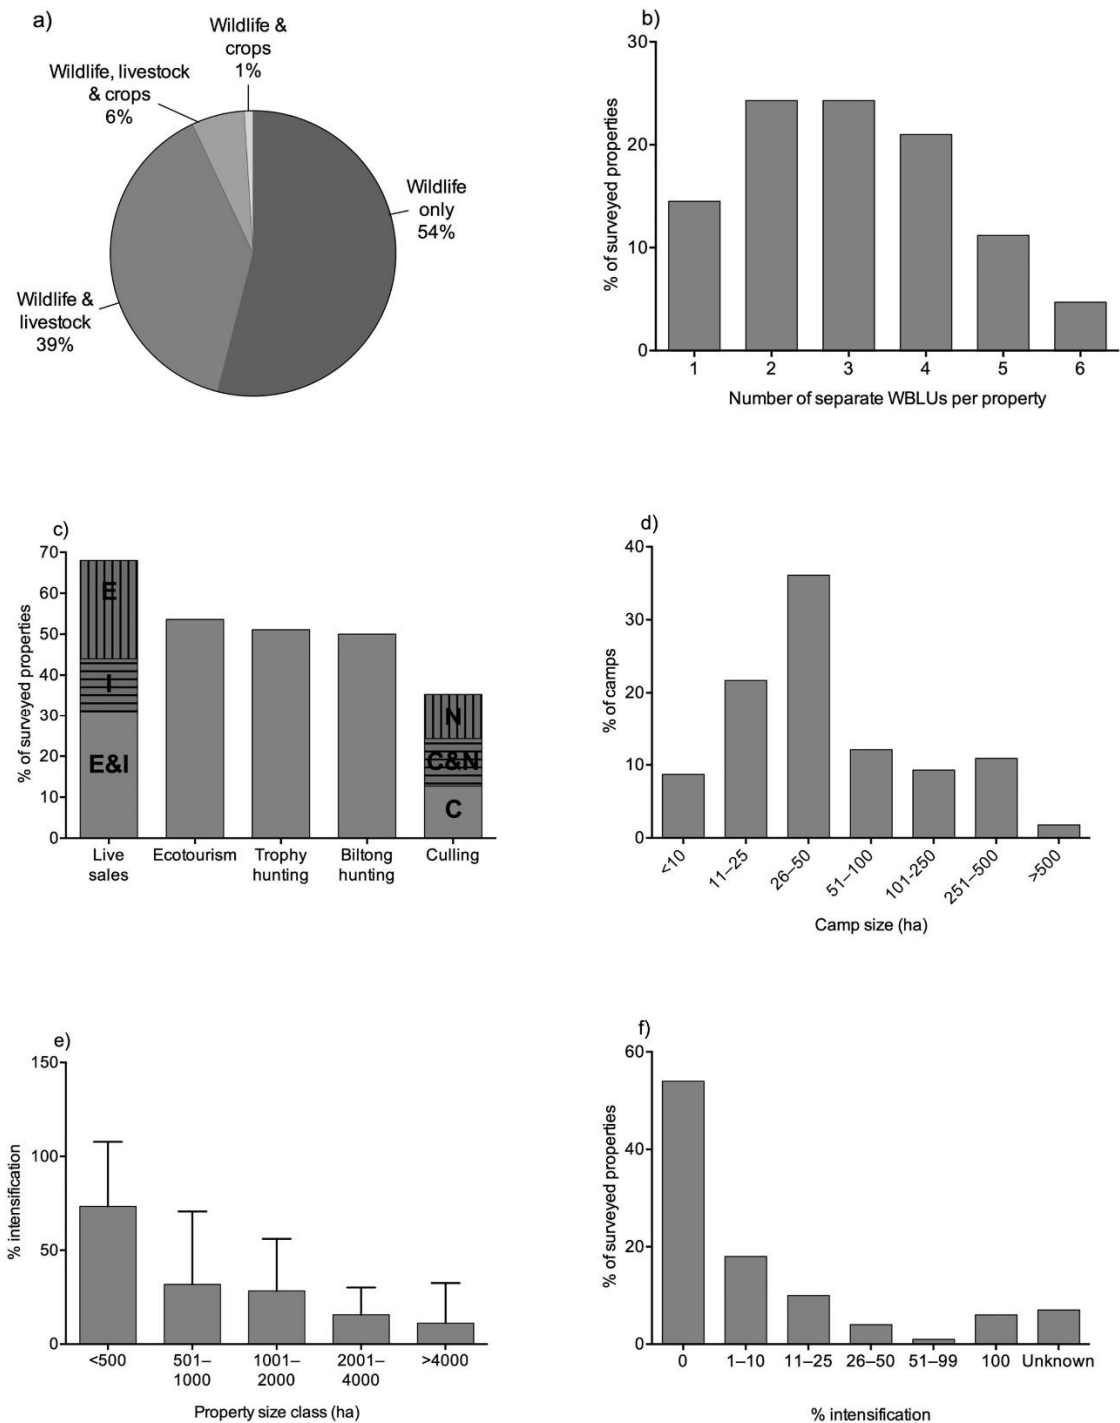 a)
Wildlife &
crops
1%
Wildlife, livestock
& crops
6%
Wildlife
only
54%
Wildlife &
livestock
39%
b)
30
20
10
0
% of surveyed properties
1 2 3 4 5 6
Number of separate WBLUs per property
c)
70
60
50
40
30
20
10
0
% of surveyed properties
E
I
E&I
N
C&N
C
Live
sales
Ecotourism
Trophy
hunting
Biltong
hunting
Culling
d)
40
30
20
10
0
% of camps
<10
11–25
26–50
51–100
101-250
251–500
>500
Camp size (ha)
e)
150
100
50
0
% intensification
<500
501–
1000
1001–
2000
2001–
4000
>4000
Property size class (ha)
f)
60
40
20
0
% of surveyed properties
0 1–10 11–25 26–50 51–99 100 Unknown
% intensification